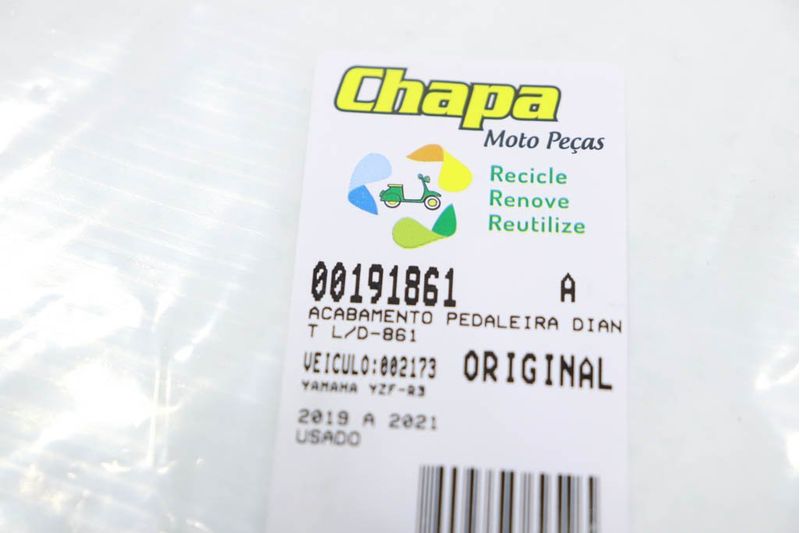 Chapa
Moto Peças
Recicle
Renove
Reutilize
00191861 A
ACABAMENTO PEDALEIRA DIAN
T L/D-861
VEICULO:002173 ORIGINAL
YAMAHA YZF-R3
2019 A 2021
USADO